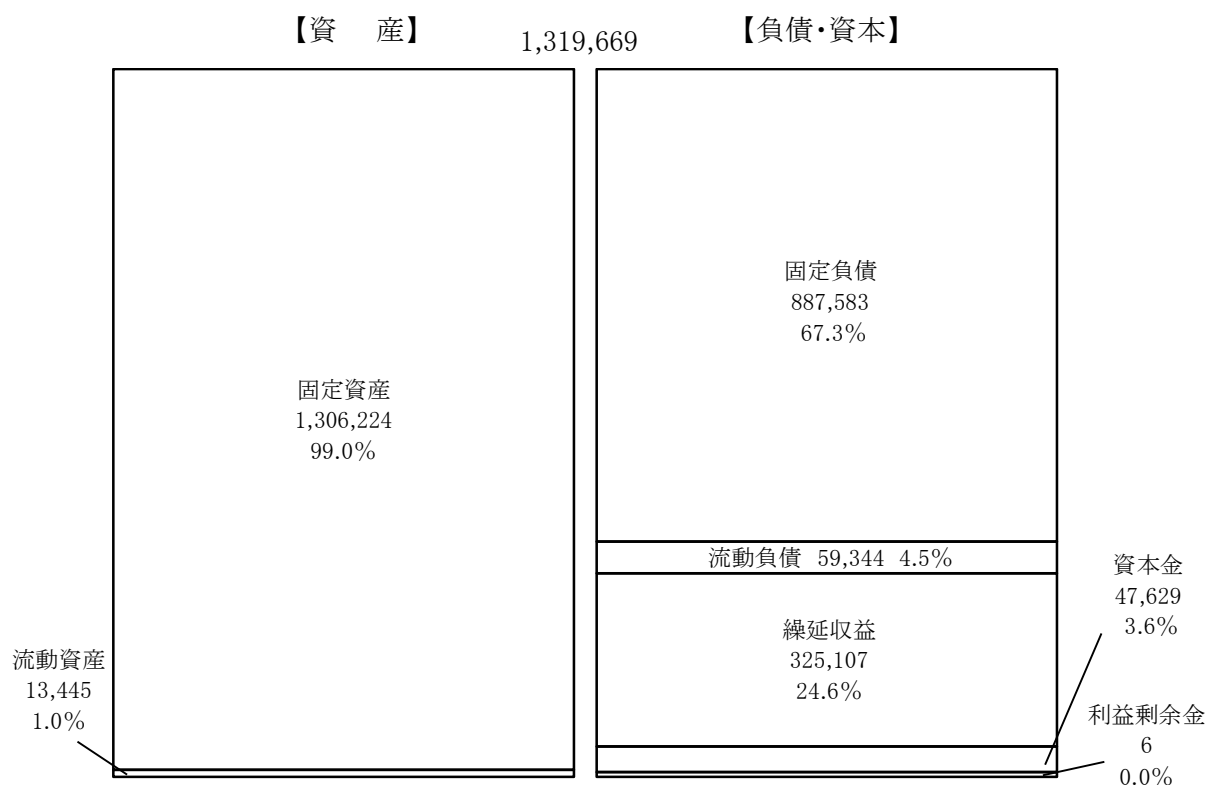 【資　産】
1,319,669
【負債・資本】
固定資産
1,306,224
99.0％
流動資産
13,445
1.0％
固定負債
887,583
67.3％
流動負債 59,344 4.5％
繰延収益
325,107
24.6％
資本金
47,629
3.6％
利益剰余金
6
0.0％